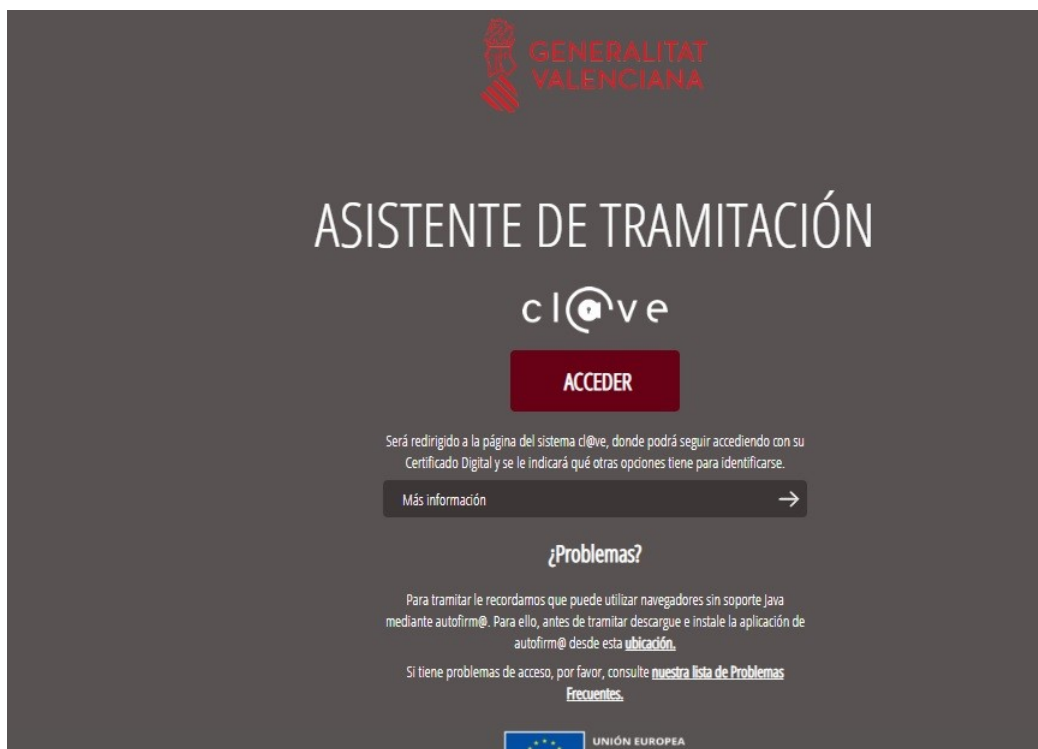 GENERALITAT
VALENCIANA
ASISTENTE DE TRAMITACIÓN
cl@ve
ACCEDER
Será redirigido a la página del sistema cl@ve, donde podrá seguir accediendo con su
Certificado Digital y se le indicará qué otras opciones tiene para identificarse.
Más información
¿Problemas?
Para tramitar le recordamos que puede utilizar navegadores sin soporte Java
mediante autofirm@. Para ello, antes de tramitar descargue e instale la aplicación de
autofirm@ desde esta ubicación.
Si tiene problemas de acceso, por favor, consulte nuestra lista de Problemas
Frecuentes.
UNIÓN EUROPEA